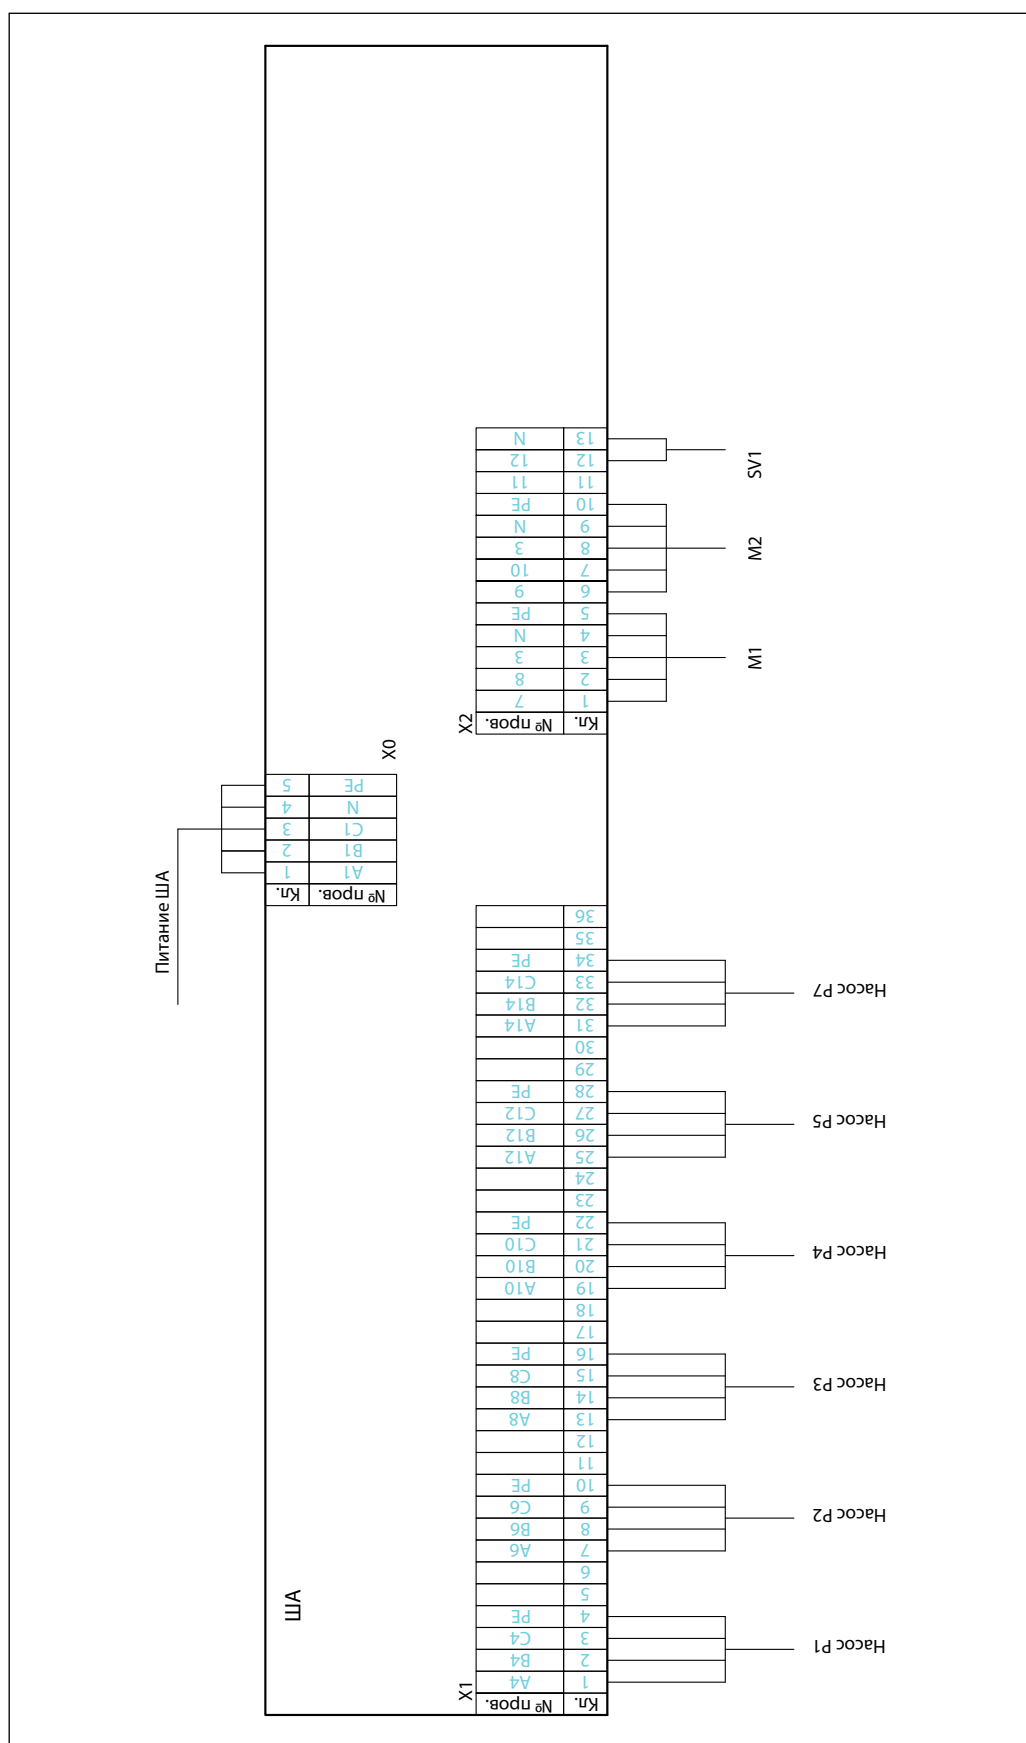 ША
X2
N 13
12 12
11 11
PE 10
N 9
3 8
10 7
9 6
PE 5
N 4
3 3
8 2
7 1
№ пров. Кл.
SV1
M2
M1
X0
5 PE
4 N
3 C1
2 B1
1 A1
Кл. № пров.
Питание ША
36
35
PE 34
C14 33
B14 32
A14 31
30
29
PE 28
C12 27
B12 26
A12 25
24
23
PE 22
C10 21
B10 20
A10 19
18
17
PE 16
C8 15
B8 14
A8 13
12
11
PE 10
C6 9
B6 8
A6 7
6
5
PE 4
C4 3
B4 2
A4 1
№ пров. Кл.
X1
Насос P7
Насос P5
Насос P4
Насос P3
Насос P2
Насос P1